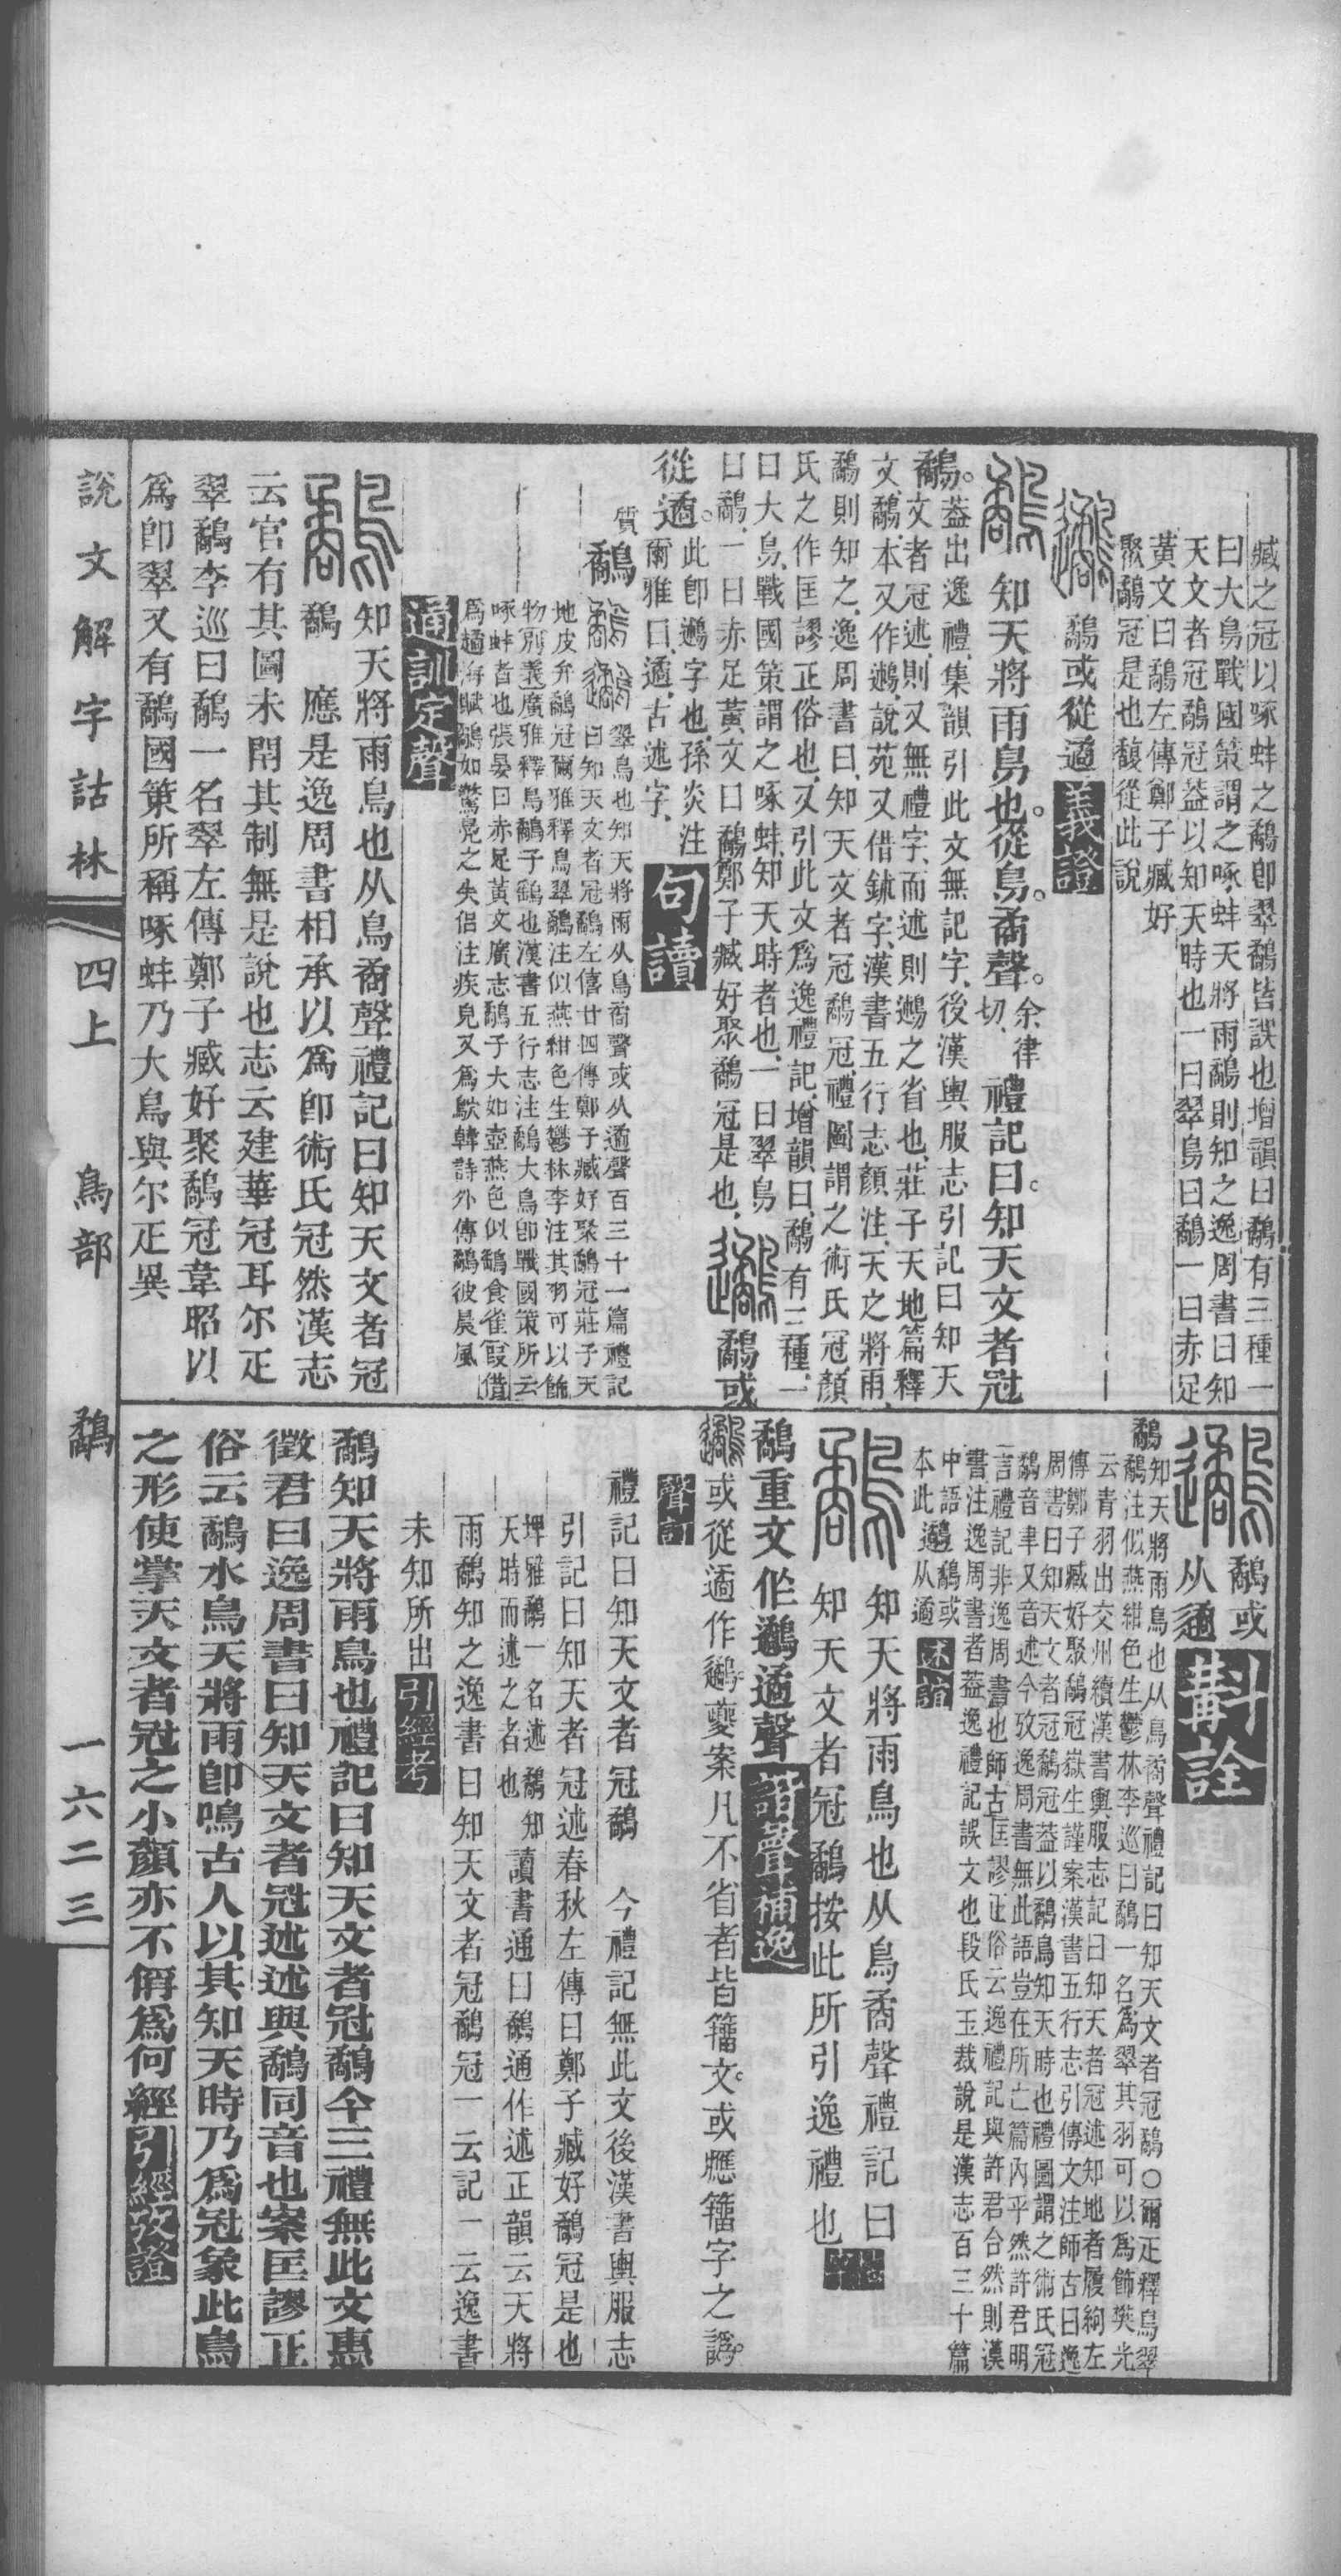 臧之冠以啄蚌之鷸卽翠鷸皆誤也增韻曰鷸有三種一
曰大鳥戰國策謂之啄蚌天將雨鷸則知之逸周書曰知
天文者冠鷸冠葢以知天時也一曰翠鳥曰鷸一曰赤足
黃文曰鷸左傳鄭子臧好
聚鷸冠是也馥從此說
鷸或從遹義證
知天將雨鳥也。從鳥。矞聲。余律切、禮記曰。知天文者冠
鷸。葢出逸禮、集韻引此文無記字、後漢輿服志引記曰知天
文者冠述、則又無禮字、而述則鷸之省也、莊子天地篇釋
文、鷸、本又作鷸、說苑又借鉥字、漢書五行志顏注、天之將雨、
鷸則知之、逸周書曰、知天文者冠鷸冠、禮圖謂之術氏冠、顏
氏之作匡謬正俗也、又引此文爲逸禮記、增韻曰、鷸有三種、一
曰大鳥、戰國策謂之啄蚌、知天時者也、一曰翠鳥
曰鷸、一曰赤足黃文曰鷸、鄭子臧好聚鷸冠是也、鷸或
從遹。此卽鷸字也、孫炎注
爾雅曰、遹、古述字、句讀
質
鷸
翠鳥也知天將雨从鳥矞聲或从遹聲百三十一篇禮記
曰知天文者冠鷸左僖廿四傳鄭子臧好聚鷸冠莊子天
地皮弁鷸冠爾雅釋鳥翠鷸注似燕紺色生鬱林李注其羽可以飾
物別義廣雅釋鳥鷸子鷂也漢書五行志注鷸大鳥卽戰國策所云
啄蚌者也張晏曰赤足黃文廣志鷸子大如壺燕色似鷂食雀叚借
爲趫海賦鷸如驚鳧之失侶注疾皃又爲鴥韓詩外傳鷸彼晨風
通訓定聲
知天將雨鳥也从鳥矞聲禮記曰知天文者冠
鷸　應是逸周書相承以爲卽術氏冠然漢志
云官有其圖未聞其制無是說也志云建華冠耳尔疋
翠鷸李巡曰鷸一名翠左傳鄭子臧好聚鷸冠韋昭以
爲卽翠又有鷸國策所稱啄蚌乃大鳥與尔疋異
鷸或
从遹斠詮
知天將雨鳥也从鳥矞聲禮記曰知天文者冠鷸〇爾疋釋鳥翠
鷸注似燕紺色生鬱林李巡曰鷸一名爲翠其羽可以爲飾樊光
云靑羽出交州續漢書輿服志記曰知天者冠述知地者履絇左
傳鄭子臧好聚鷸冠嶽生謹案漢書五行志引傳文注師古曰逸
周書曰知天文者冠鷸冠葢以鷸鳥知天時也禮圖謂之術氏冠
鷸音聿又音述今攷逸周書無此語豈在所亡篇內乎然許君明
言禮記非逸周書也師古匡謬正俗云逸禮記與許君合然則漢
書注逸周書者葢逸禮記誤文也段氏玉裁說是漢志百三十篇
中語鷸鷸或
本此遹从遹述誼
知天將雨鳥也从鳥矞聲禮記曰
知天文者冠鷸按此所引逸禮也
鷸重文作鷸遹聲諧聲補逸
或從遹作鷸夔案凡不省者皆籒文。或應籒字之譌。
聲訂
禮記曰知天文者冠鷸　今禮記無此文後漢書輿服志
引記曰知天者冠述春秋左傳曰鄭子臧好鷸冠是也
埤雅鷸一名述鷸知
天時而述之者也讀書通曰鷸通作述正韻云天將
雨鷸知之逸書曰知天文者冠鷸冠一云記一云逸書
未知所出引經考
鷸知天將雨鳥也禮記曰知天文者冠鷸今三禮無此文惠
徵君曰逸周書曰知天文者冠述述與鷸同音也案匡謬正
俗云鷸水鳥天將雨卽鳴古人以其知天時乃爲冠象此鳥
之形使掌天文者冠之小顏亦不偁爲何經引經攷證
說文解字詁林
四上　鳥部　鷸　一六二三